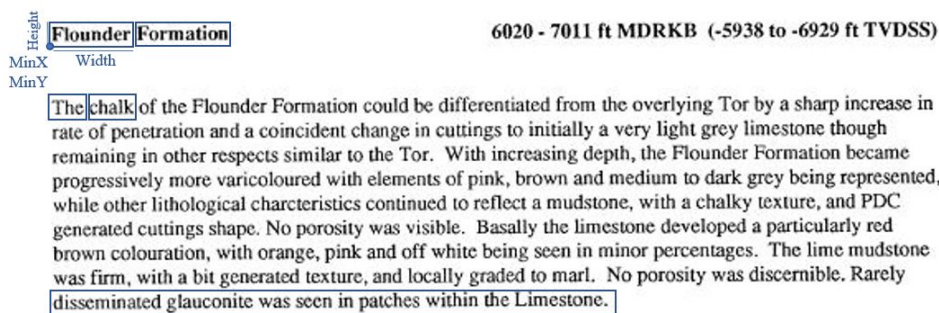 Height
Flounder Formation 6020 - 7011 ft MDRKB (-5938 to -6929 ft TVDSS)
MinX Width
MinY
The chalk of the Flounder Formation could be differentiated from the overlying Tor by a sharp increase in
rate of penetration and a coincident change in cuttings to initially a very light grey limestone though
remaining in other respects similar to the Tor. With increasing depth, the Flounder Formation became
progressively more varicoloured with elements of pink, brown and medium to dark grey being represented,
while other lithological charcteristics continued to reflect a mudstone, with a chalky texture, and PDC
generated cuttings shape. No porosity was visible. Basally the limestone developed a particularly red
brown colouration, with orange, pink and off white being seen in minor percentages. The lime mudstone
was firm, with a bit generated texture, and locally graded to marl. No porosity was discernible. Rarely
disseminated glauconite was seen in patches within the Limestone.